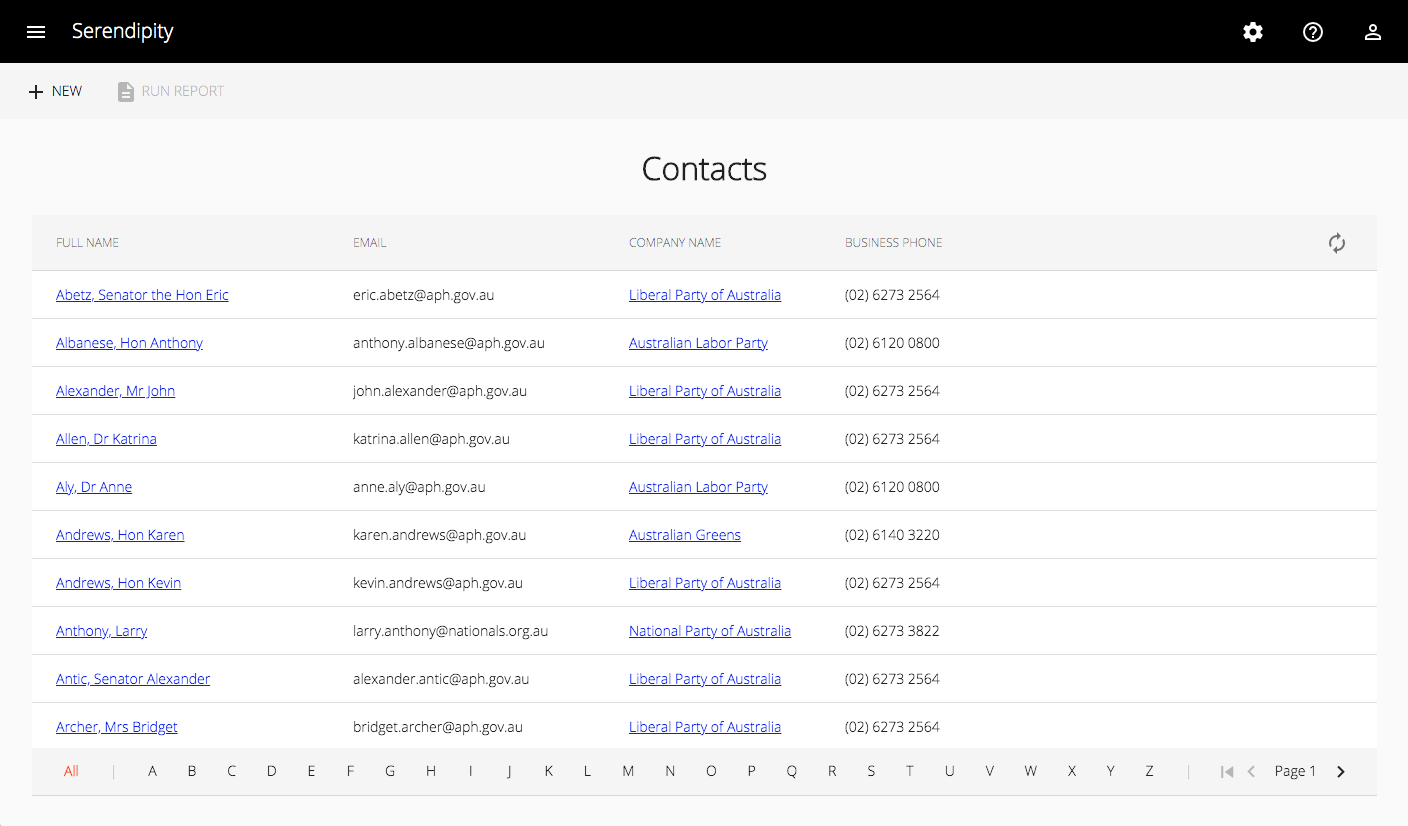 Serendipity
NEW RUN REPORT
Contacts
FULL NAME EMAIL COMPANY NAME BUSINESS PHONE
Abetz, Senator the Hon Eric eric.abetz@aph.gov.au Liberal Party of Australia (02) 6273 2564
Albanese, Hon Anthony anthony.albanese@aph.gov.au Australian Labor Party (02) 6120 0800
Alexander, Mr John john.alexander@aph.gov.au Liberal Party of Australia (02) 6273 2564
Allen, Dr Katrina katrina.allen@aph.gov.au Liberal Party of Australia (02) 6273 2564
Aly, Dr Anne anne.aly@aph.gov.au Australian Labor Party (02) 6120 0800
Andrews, Hon Karen karen.andrews@aph.gov.au Australian Greens (02) 6140 3220
Andrews, Hon Kevin kevin.andrews@aph.gov.au Liberal Party of Australia (02) 6273 2564
Anthony, Larry larry.anthony@nationals.org.au National Party of Australia (02) 6273 3822
Antic, Senator Alexander alexander.antic@aph.gov.au Liberal Party of Australia (02) 6273 2564
Archer, Mrs Bridget bridget.archer@aph.gov.au Liberal Party of Australia (02) 6273 2564
All | A B C D E F G H I J K L M N O P Q R S T U V W X Y Z | Page 1